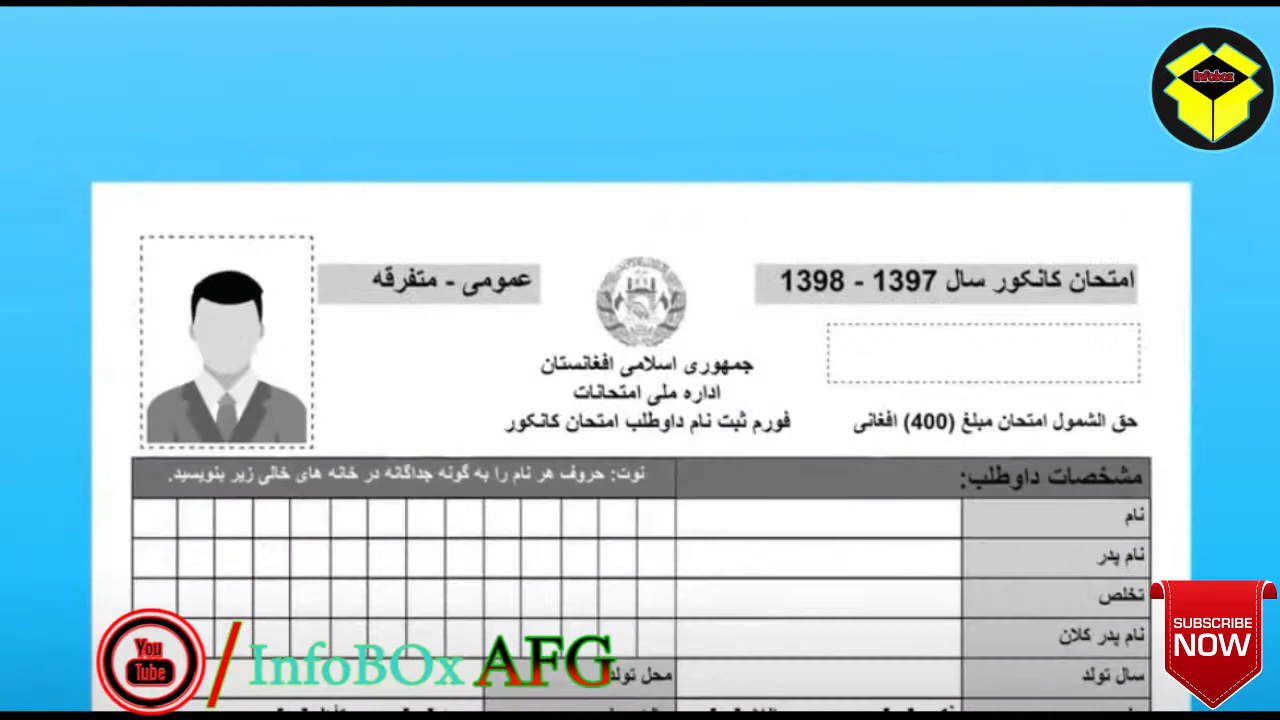 Infobox
امتحان کانکور سال 1397 - 1398
عمومی - متفرقه
جمهوری اسلامی افغانستان
اداره ملی امتحانات
حق الشمول امتحان مبلغ (400) افغانی
فورم ثبت نام داوطلب امتحان کانکور
مشخصات داوطلب:
نوت: حروف هر نام را به گونه جداگانه در خانه های خالی زیر بنویسید.
نام
نام پدر
تخلص
نام پدر کلان
سال تولد
محل تولد
You
Tube
/ InfoBOx AFG
SUBSCRIBE
NOW